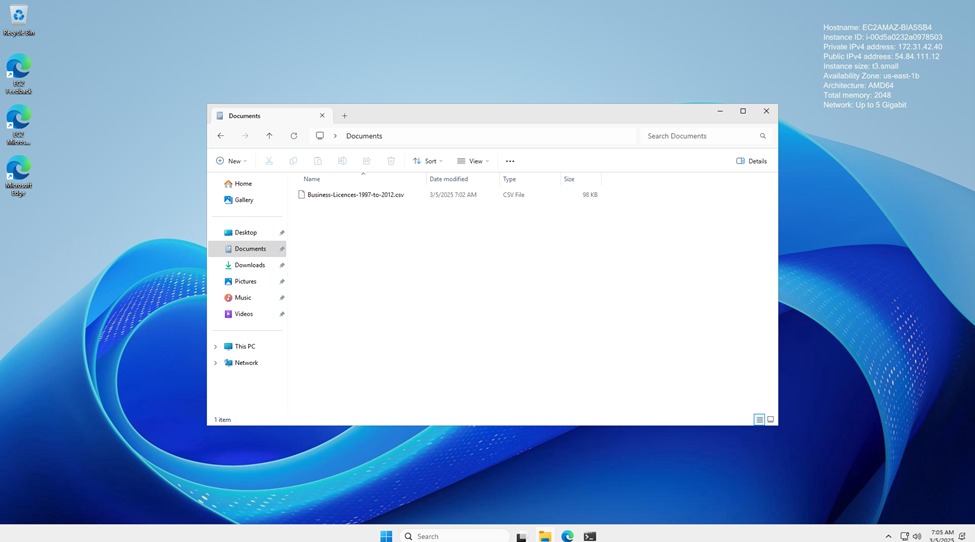 Recycle Bin
EC2
Feedback
EC2
Micros...
Microsoft
Edge
Hostname: EC2AMAZ-BIA5SB4
Instance ID: i-00d5a0232a0978503
Private IPv4 address: 172.31.42.40
Public IPv4 address: 54.84.111.12
Instance size: t3.small
Availability Zone: us-east-1b
Architecture: AMD64
Total memory: 2048
Network: Up to 5 Gigabit
Documents
Documents
Search Documents
New
Sort
View
Details
Name Date modified Type Size
Business-Licences-1997-to-2012.csv 3/5/2025 7:02 AM CSV File 98 KB
Home
Gallery
Desktop
Documents
Downloads
Pictures
Music
Videos
This PC
Network
1 item
Search
7:05 AM
3/5/2025